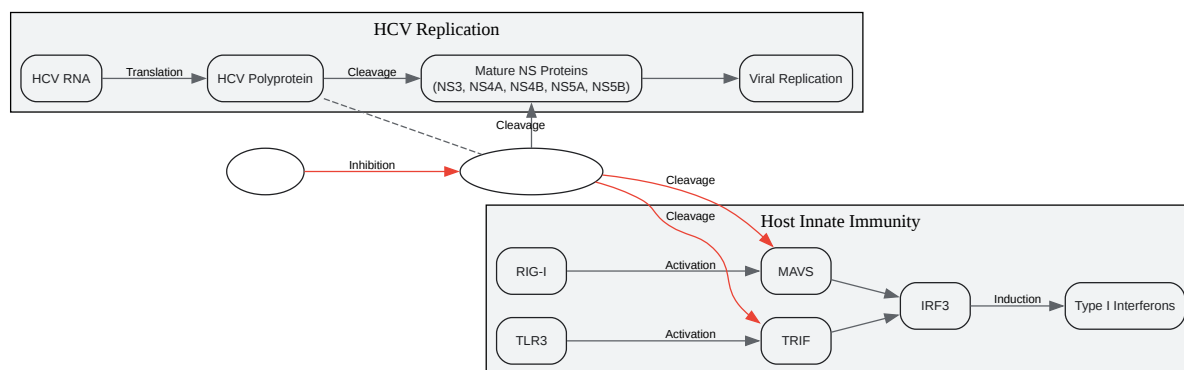 HCV Replication
HCV RNA
Translation
HCV Polyprotein
Cleavage
Mature NS Proteins
(NS3, NS4A, NS4B, NS5A, NS5B)
Viral Replication
Cleavage
Inhibition
Cleavage
Cleavage
Host Innate Immunity
RIG-I
Activation
MAVS
IRF3
Induction
Type I Interferons
TLR3
Activation
TRIF